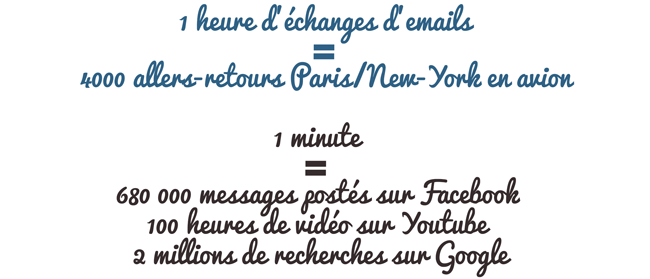 1 heure d'échanges d'emails
=
4000 allers-retours Paris/New-York en avion
1 minute
=
680 000 messages postés sur Facebook
100 heures de vidéo sur Youtube
2 millions de recherches sur Google